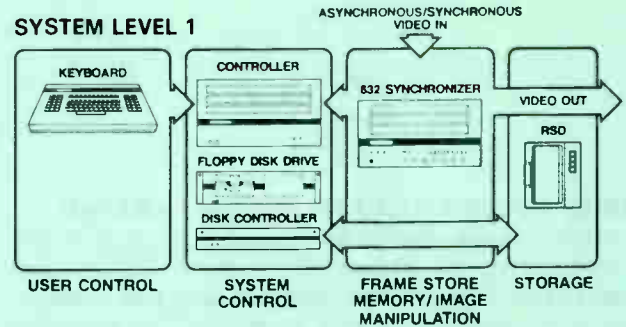 SYSTEM LEVEL 1
ASYNCHRONOUS/SYNCHRONOUS
VIDEO IN
KEYBOARD
CONTROLLER
632 SYNCHRONIZER
VIDEO OUT
RSD
FLOPPY DISK DRIVE
DISK CONTROLLER
USER CONTROL
SYSTEM
CONTROL
FRAME STORE
MEMORY/IMAGE
MANIPULATION
STORAGE